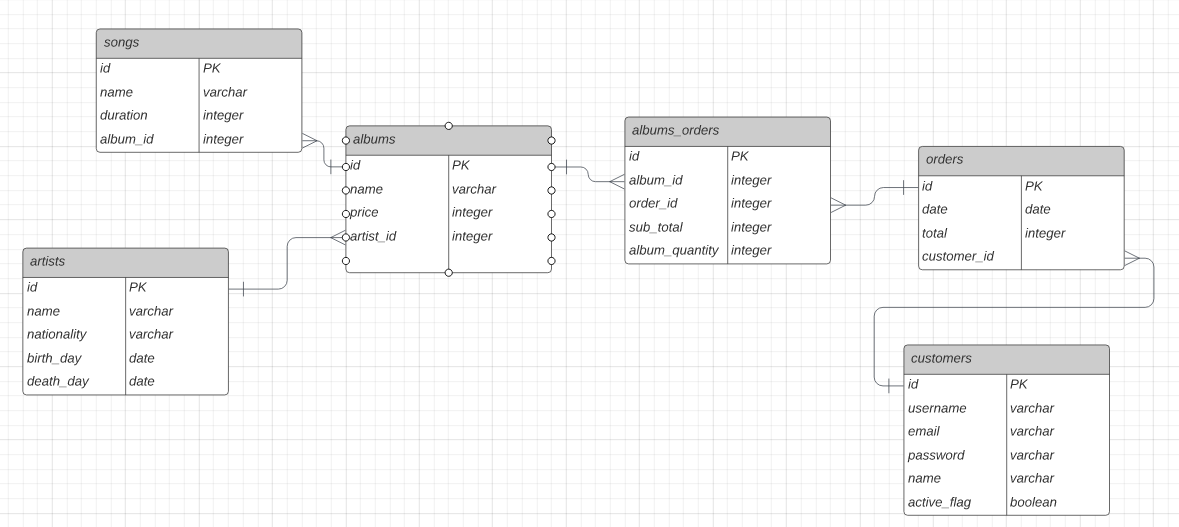 songs
id PK
name varchar
duration integer
album_id integer
albums
id PK
name varchar
price integer
artist_id integer
albums_orders
id PK
album_id integer
order_id integer
sub_total integer
album_quantity integer
orders
id PK
date date
total integer
customer_id
artists
id PK
name varchar
nationality varchar
birth_day date
death_day date
customers
id PK
username varchar
email varchar
password varchar
name varchar
active_flag boolean